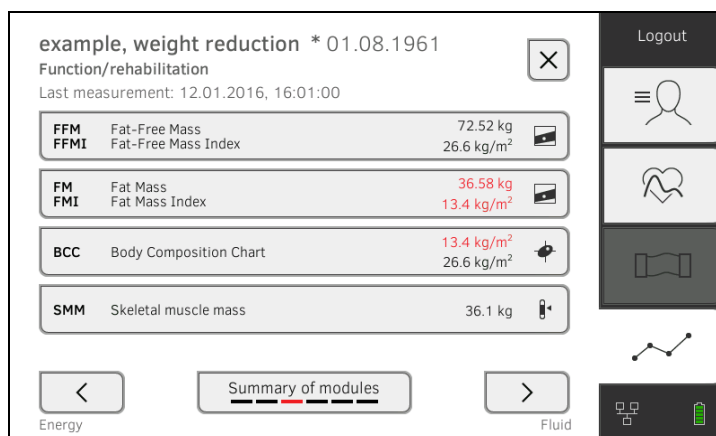 example, weight reduction * 01.08.1961
Function/rehabilitation
Last measurement: 12.01.2016, 16:01:00
FFM Fat-Free Mass 72.52 kg
FFMI Fat-Free Mass Index 26.6 kg/m²
FM Fat Mass 36.58 kg
FMI Fat Mass Index 13.4 kg/m²
BCC Body Composition Chart 13.4 kg/m²
26.6 kg/m²
SMM Skeletal muscle mass 36.1 kg
Summary of modules
Energy
Fluid
Logout